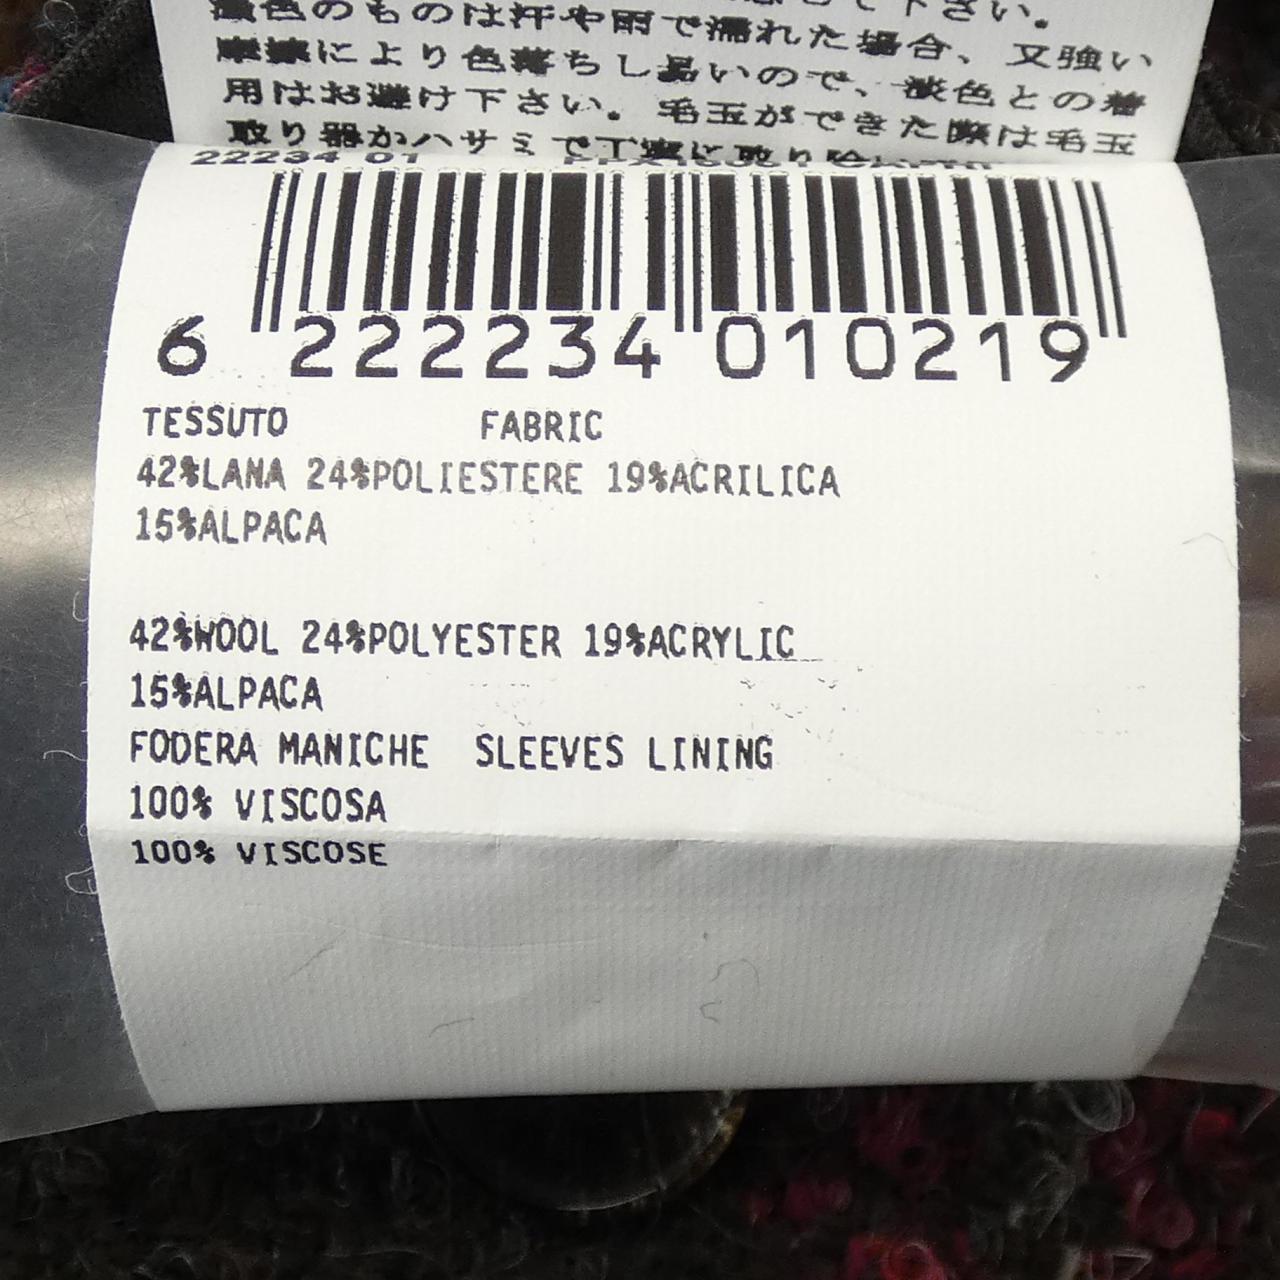 下さい。
濃色のものは汗や雨で濡れた場合、又強い
摩擦により色落ちし易いので、淡色との着
用はお避け下さい。毛玉ができた際は毛玉
取り器かハサミで丁寧に取り除い
22234 01
6 222234 010219
TESSUTO FABRIC
42%LANA 24%POLIESTERE 19%ACRILICA
15%ALPACA
42%WOOL 24%POLYESTER 19%ACRYLIC
15%ALPACA
FODERA MANICHE SLEEVES LINING
100% VISCOSA
100% VISCOSE